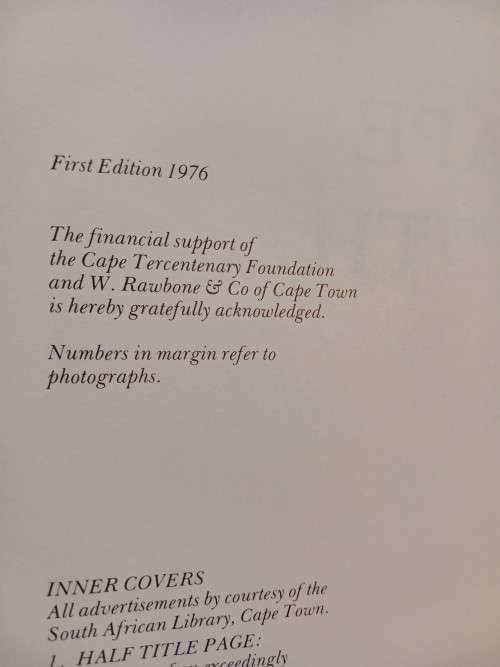 First Edition 1976
The financial support of
the Cape Tercentenary Foundation
and W. Rawbone & Co of Cape Town
is hereby gratefully acknowledged.
Numbers in margin refer to
photographs.
INNER COVERS
All advertisements by courtesy of the
South African Library, Cape Town.
1. HALF TITLE PAGE:
exceedingly